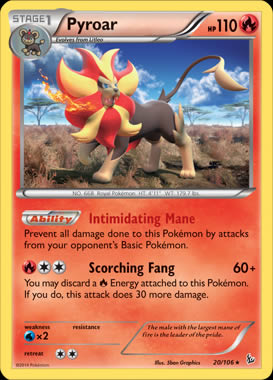 STAGE1
Pyroar
HP110
Evolves from Litleo
NO. 668 Royal Pokémon HT: 4'11" WT: 179.7 lbs.
Ability Intimidating Mane
Prevent all damage done to this Pokémon by attacks
from your opponent's Basic Pokémon.
Scorching Fang 60+
You may discard a Energy attached to this Pokémon.
If you do, this attack does 30 more damage.
weakness resistance
×2
retreat
The male with the largest mane of
fire is the leader of the pride.
Illus. 5ban Graphics 20/106 ★
©2014 Pokémon